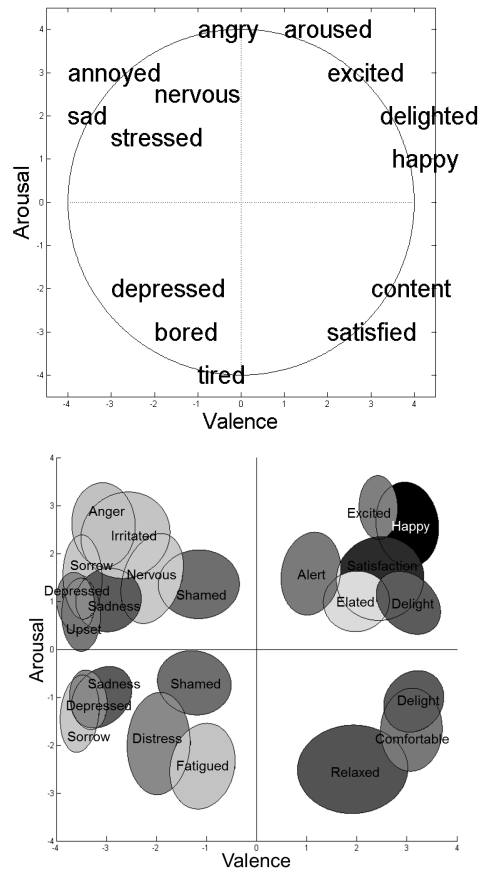 angry aroused
annoyed excited
nervous
sad delighted
stressed
happy
depressed content
bored satisfied
tired
4
3
2
1
0
-1
-2
-3
-4
-4 -3 -2 -1 0 1 2 3 4
Arousal
Valence
4
3
2
1
0
-1
-2
-3
-4
Anger Excited
Irritated Happy
Sorrow Satisfaction
Nervous Alert
Depressed Shamed
Sadness Elated Delight
Upset
Sadness Shamed
Depressed Delight
Sorrow Distress Comfortable
Fatigued Relaxed
-4 -3 -2 -1 0 1 2 3 4
Arousal
Valence